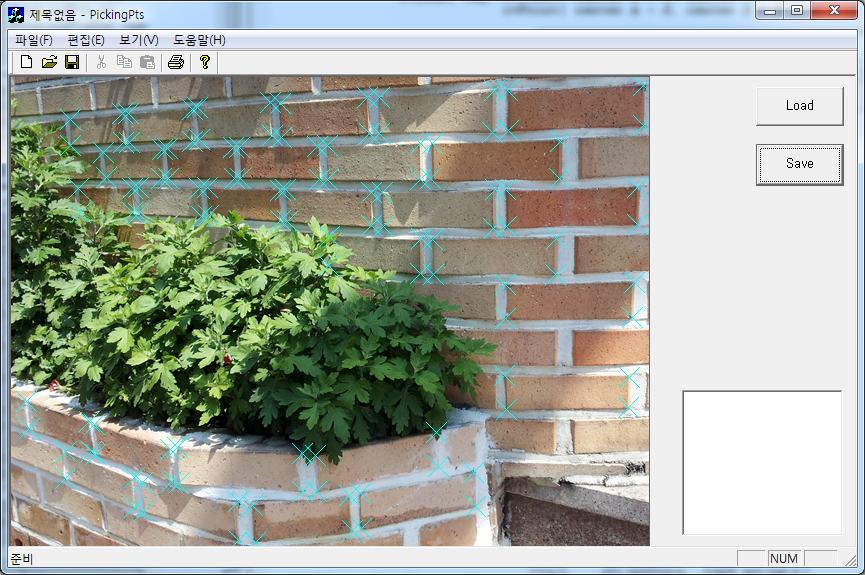 제목없음 - PickingPts
파일(F) 편집(E) 보기(V) 도움말(H)
Load
Save
준비
NUM